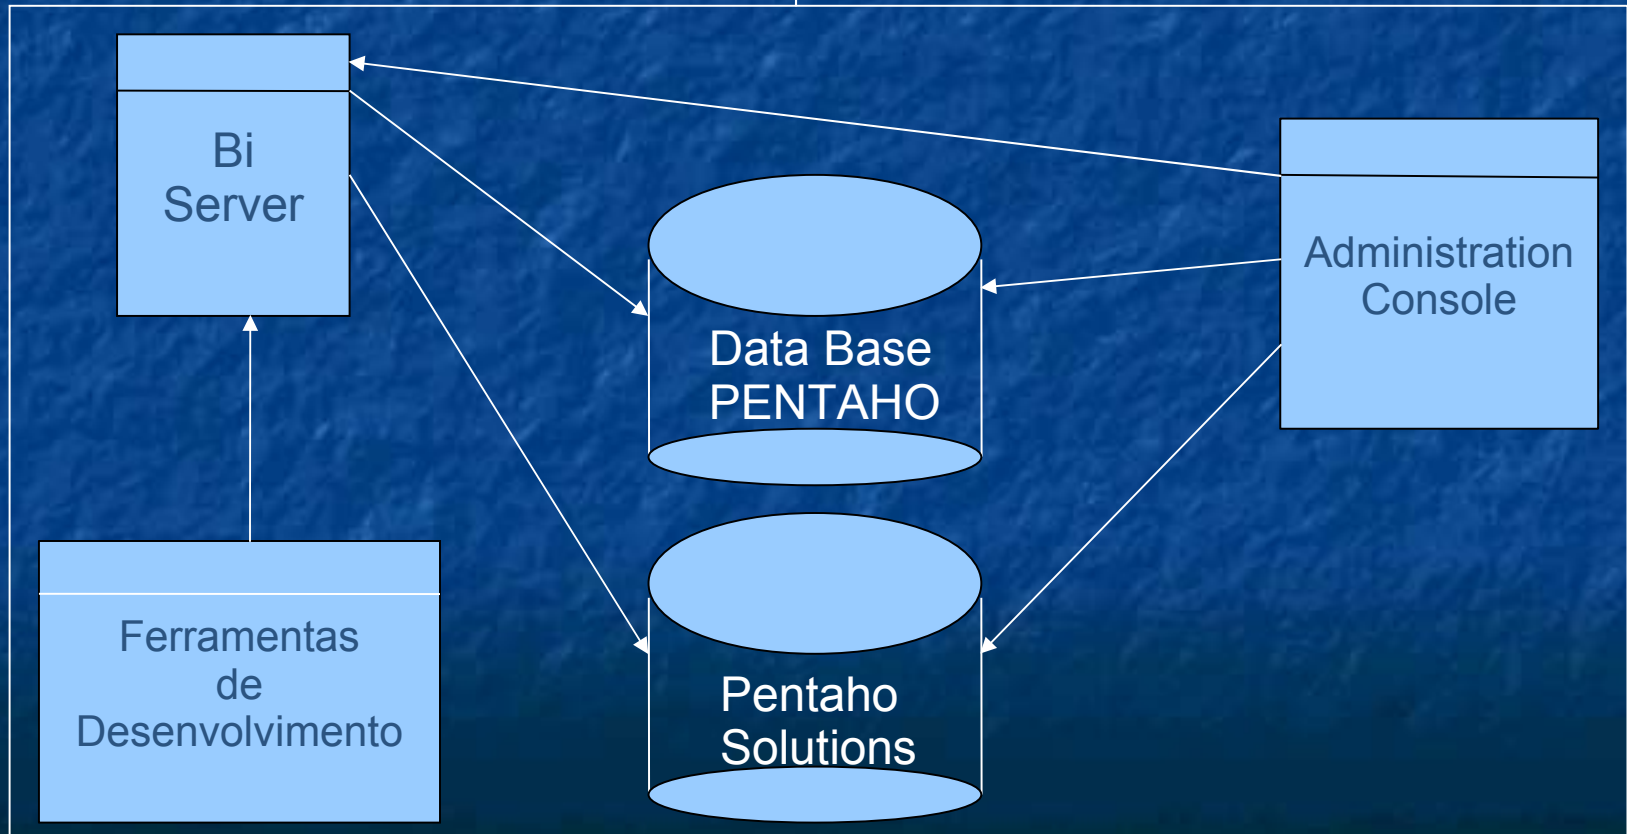 Bi
Server
Administration
Console
Data Base
PENTAHO
Ferramentas
de
Desenvolvimento
Pentaho
Solutions